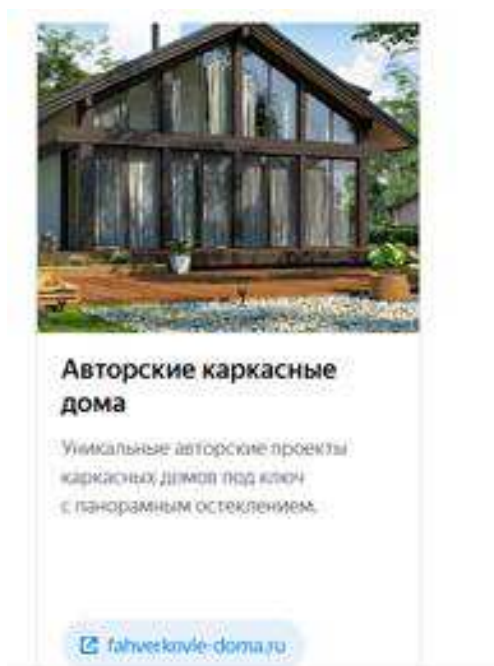 Авторские каркасные
дома
Уникальные авторские проекты
каркасных домов под ключ
с панорамным остеклением.
fahverkovie-doma.ru